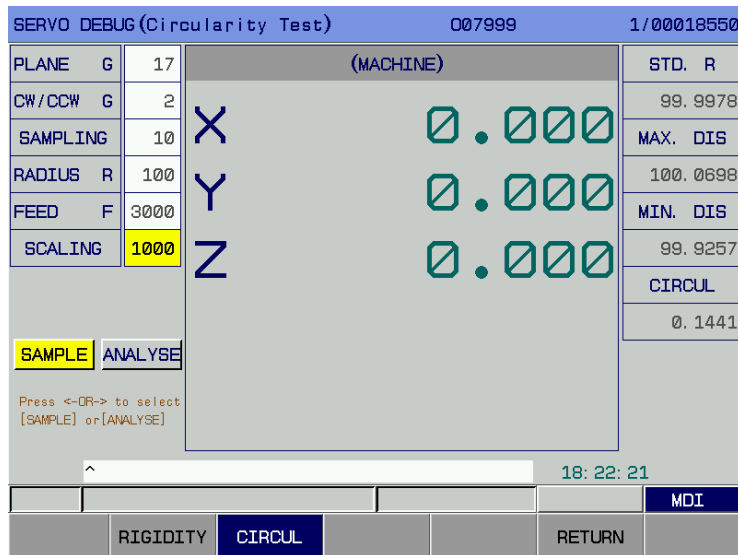 SERVO DEBUG(Circularity Test) O07999 1/00018550
PLANE G 17
CW/CCW G 2
SAMPLING 10
RADIUS R 100
FEED F 3000
SCALING 1000
(MACHINE)
X 0.000
Y 0.000
Z 0.000
STD. R
99.9978
MAX. DIS
100.0698
MIN. DIS
99.9257
CIRCUL
0.1441
SAMPLE ANALYSE
Press <-OR-> to select
[SAMPLE] or[ANALYSE]
^
18:22:21
MDI
RIGIDITY CIRCUL RETURN